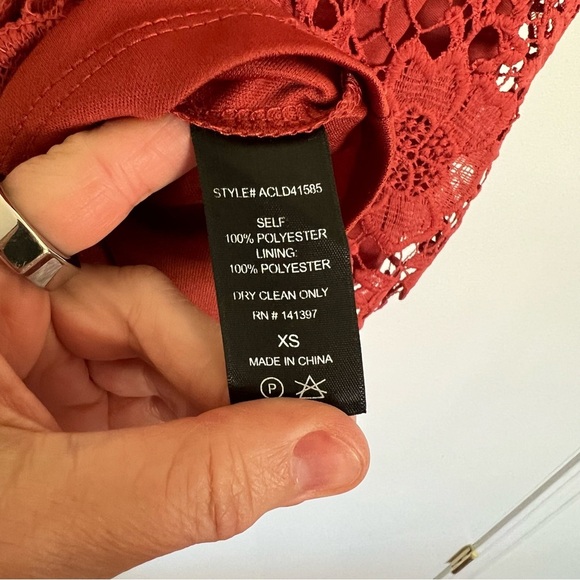 STYLE# ACLD41585
SELF
100% POLYESTER
LINING:
100% POLYESTER
DRY CLEAN ONLY
RN # 141397
XS
MADE IN CHINA
P